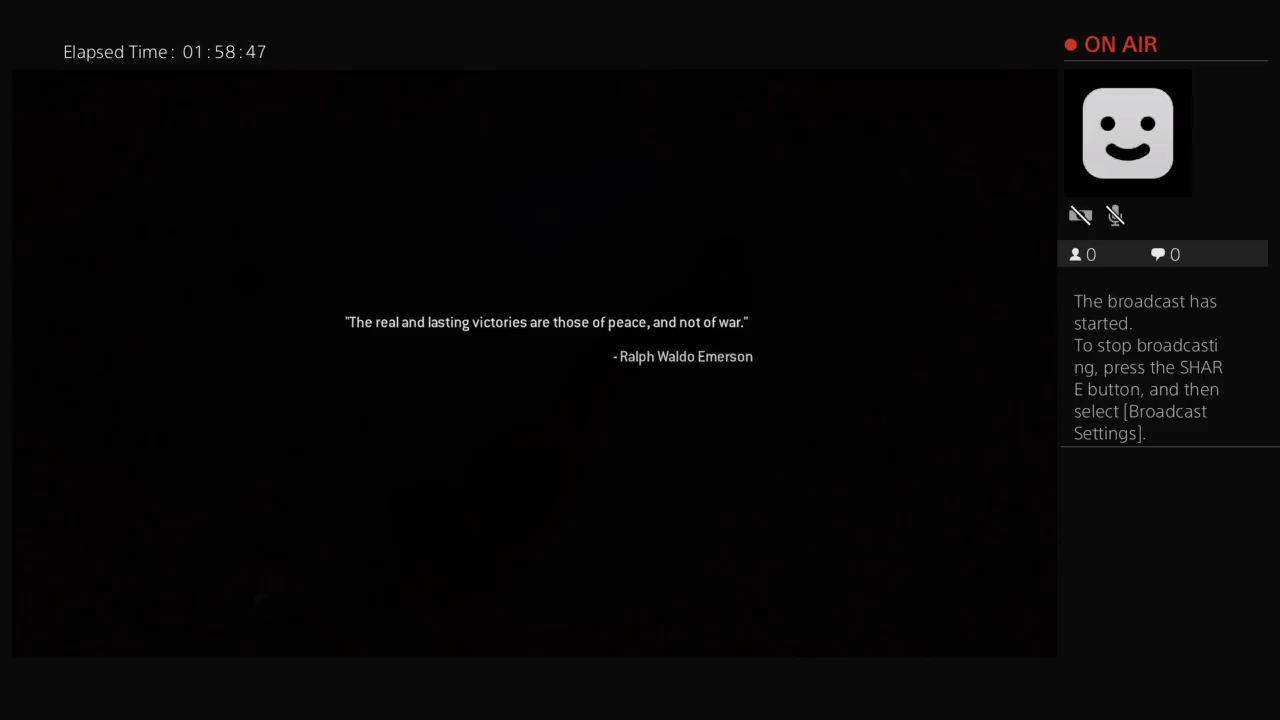 Elapsed Time: 01:58:47
ON AIR
"The real and lasting victories are those of peace, and not of war."
- Ralph Waldo Emerson
0 0
The broadcast has
started.
To stop broadcasti
ng, press the SHAR
E button, and then
select [Broadcast
Settings].